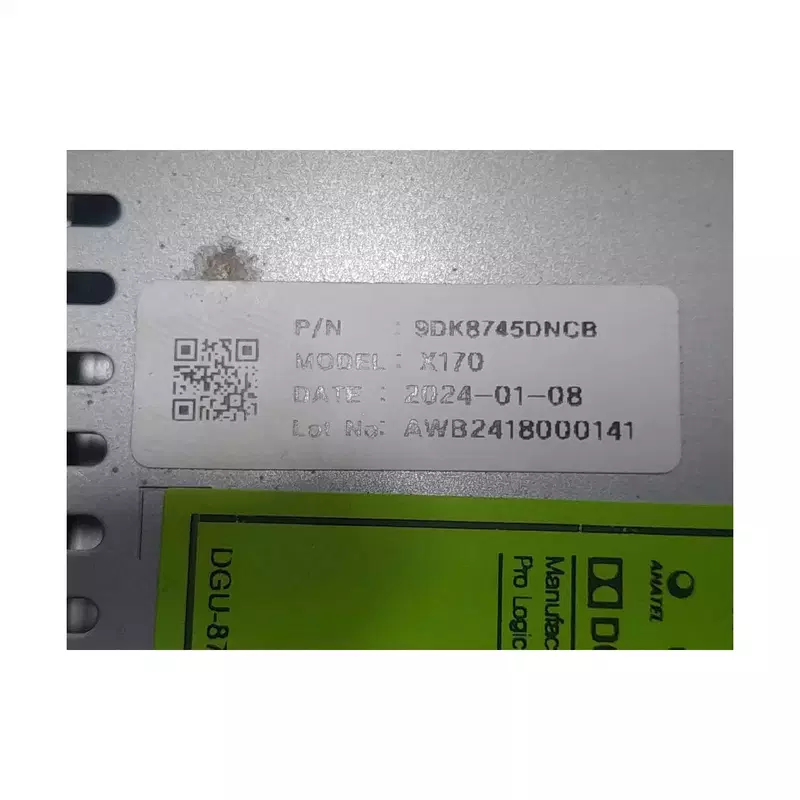 P/N : 9DK8745DNCB
MODEL : X170
DATE : 2024-01-08
Lot No: AWB2418000141
DGU-87
Manufac
Pro Logic
ANATEL